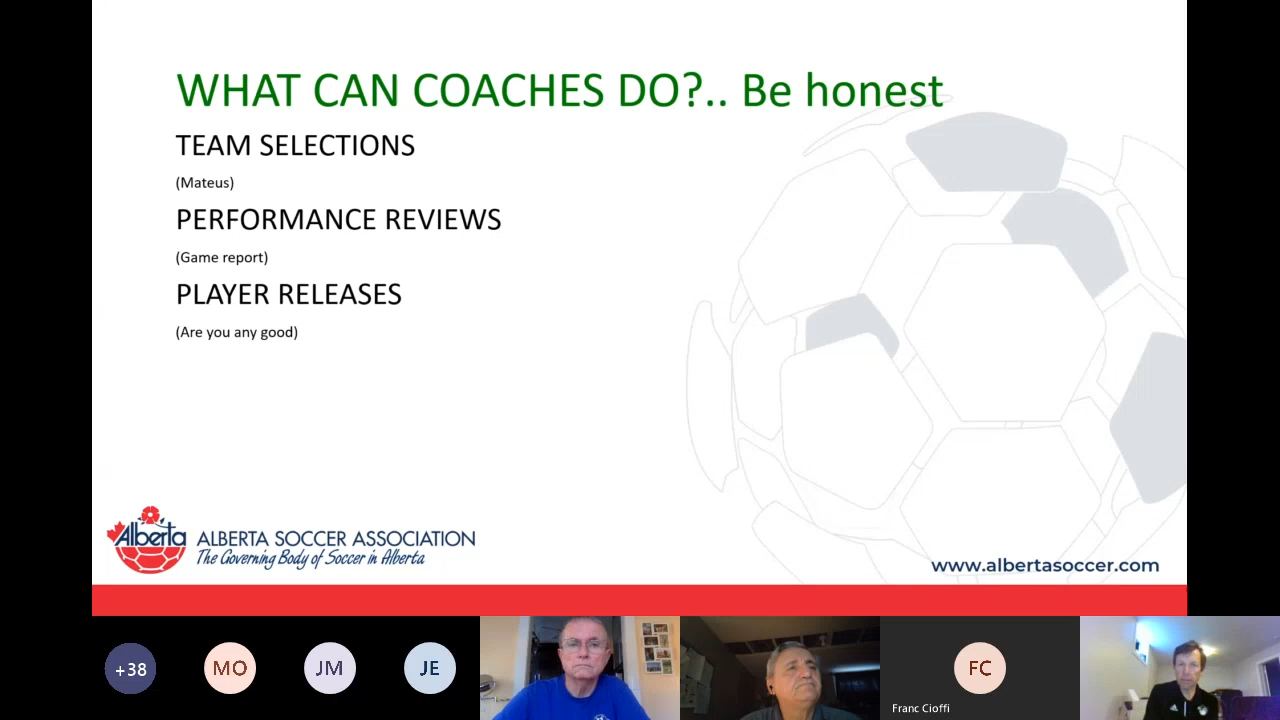 WHAT CAN COACHES DO?.. Be honest
TEAM SELECTIONS
(Mateus)
PERFORMANCE REVIEWS
(Game report)
PLAYER RELEASES
(Are you any good)
Alberta
ALBERTA SOCCER ASSOCIATION
The Governing Body of Soccer in Alberta
www.albertasoccer.com
+38
MO
JM
JE
FC
Franc Cioffi